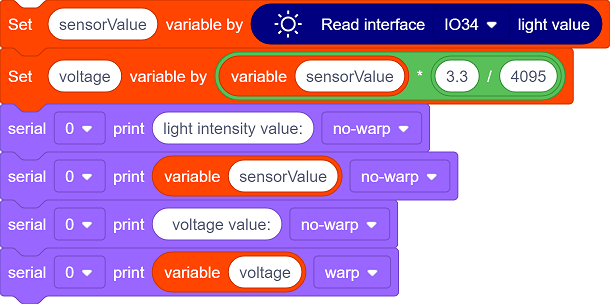 Set sensorValue variable by Read interface IO34 light value
Set voltage variable by variable sensorValue * 3.3 / 4095
serial 0 print light intensity value: no-warp
serial 0 print variable sensorValue no-warp
serial 0 print voltage value: no-warp
serial 0 print variable voltage warp